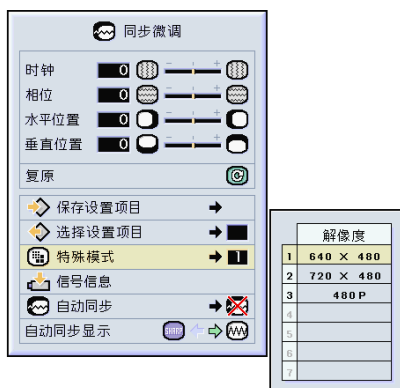 同步微调
时钟 0
相位 0
水平位置 0
垂直位置 0
复原
保存设置项目
选择设置项目
特殊模式 1
信号信息
自动同步
自动同步显示 SHARP
解像度
1 640 × 480
2 720 × 480
3 480P
4
5
6
7